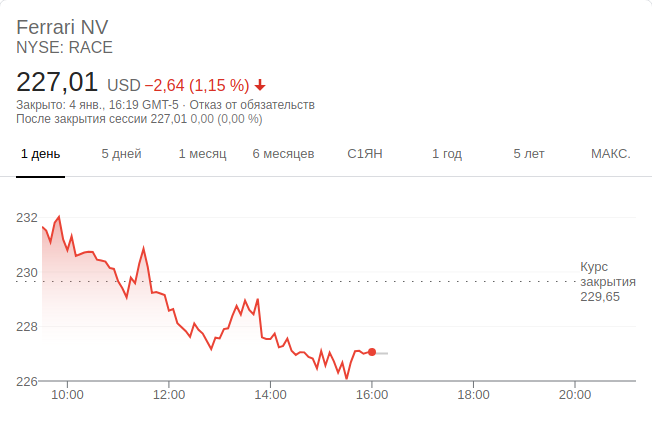 Ferrari NV
NYSE: RACE
227,01 USD −2,64 (1,15 %)
Закрыто: 4 янв., 16:19 GMT-5 · Отказ от обязательств
После закрытия сессии 227,01 0,00 (0,00 %)
1 день 5 дней 1 месяц 6 месяцев С1ЯН 1 год 5 лет МАКС.
232
230
228
226
Курс
закрытия
229,65
10:00 12:00 14:00 16:00 18:00 20:00